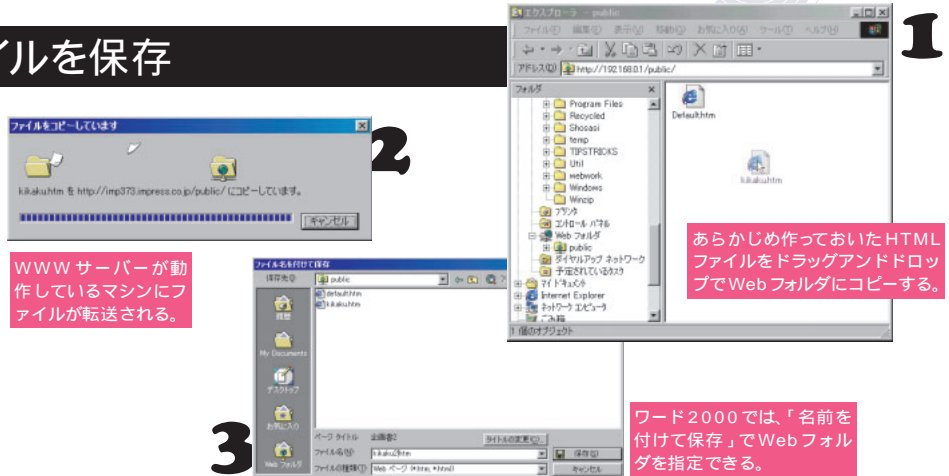 イルを保存
1
エクスプローラ - public
ファイル(F) 編集(E) 表示(V) 移動(G) お気に入り(A) ツール(T) ヘルプ(H)
アドレス(D) http://192.168.0.1/public/
フォルダ
Program Files
Recycled
Shosasi
temp
TIPSTRICKS
Util
webwork
Windows
Winzip
プリンタ
コントロール パネル
Web フォルダ
public
ダイヤルアップ ネットワーク
予定されているタスク
マイ ドキュメント
Internet Explorer
ネットワーク コンピュータ
ごみ箱
1 個のオブジェクト
Default.htm
kikaku.htm
あらかじめ作っておいたHTML
ファイルをドラッグアンドドロッ
プでWebフォルダにコピーする。
2
ファイルをコピーしています
kikaku.htm を http://imp373.impress.co.jp/public/ にコピーしています。
キャンセル
WWWサーバーが動
作しているマシンにフ
ァイルが転送される。
3
ファイル名を付けて保存
保存先(I): public
default.htm
kikaku.htm
履歴
My Documents
デスクトップ
お気に入り
Web フォルダ
ページ タイトル: 企画書2
タイトルの変更(C)...
ファイル名(N): kikaku2.htm
保存(S)
ファイルの種類(T): Web ページ (*.htm; *.html)
キャンセル
ワード2000では、「名前を
付けて保存」でWebフォル
ダを指定できる。